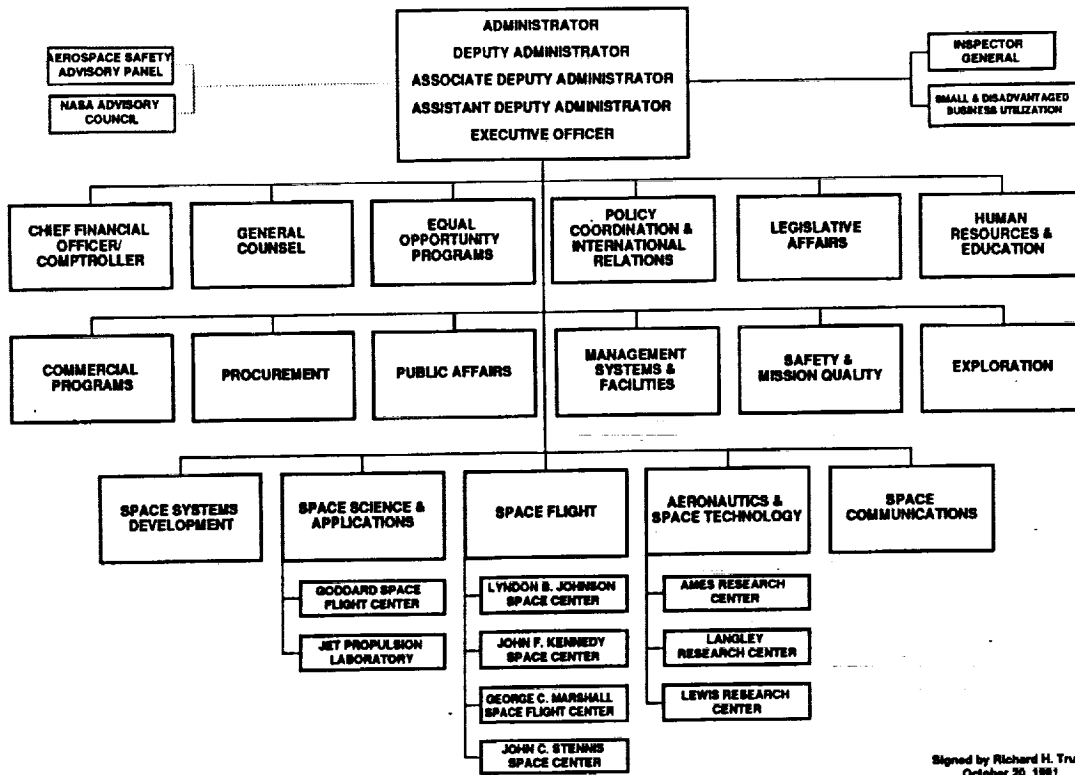 ADMINISTRATOR
DEPUTY ADMINISTRATOR
ASSOCIATE DEPUTY ADMINISTRATOR
ASSISTANT DEPUTY ADMINISTRATOR
EXECUTIVE OFFICER
AEROSPACE SAFETY
ADVISORY PANEL
NASA ADVISORY
COUNCIL
INSPECTOR
GENERAL
SMALL & DISADVANTAGED
BUSINESS UTILIZATION
CHIEF FINANCIAL
OFFICER/
COMPTROLLER
GENERAL
COUNSEL
EQUAL
OPPORTUNITY
PROGRAMS
POLICY
COORDINATION &
INTERNATIONAL
RELATIONS
LEGISLATIVE
AFFAIRS
HUMAN
RESOURCES &
EDUCATION
COMMERCIAL
PROGRAMS
PROCUREMENT
PUBLIC AFFAIRS
MANAGEMENT
SYSTEMS &
FACILITIES
SAFETY &
MISSION QUALITY
EXPLORATION
SPACE SYSTEMS
DEVELOPMENT
SPACE SCIENCE &
APPLICATIONS
SPACE FLIGHT
AERONAUTICS &
SPACE TECHNOLOGY
SPACE
COMMUNICATIONS
GODDARD SPACE
FLIGHT CENTER
JET PROPULSION
LABORATORY
LYNDON B. JOHNSON
SPACE CENTER
JOHN F. KENNEDY
SPACE CENTER
GEORGE C. MARSHALL
SPACE FLIGHT CENTER
JOHN C. STENNIS
SPACE CENTER
AMES RESEARCH
CENTER
LANGLEY
RESEARCH CENTER
LEWIS RESEARCH
CENTER
Signed by Richard H. Tru
October 20, 1991